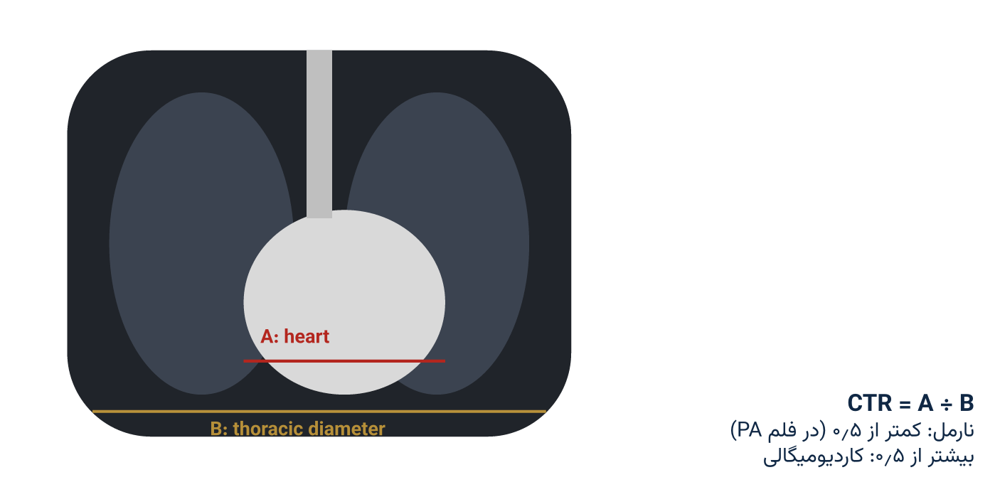 A: heart
B: thoracic diameter
CTR = A ÷ B
نارمل: کمتر از ۰٫۵ (در فلم PA)
بیشتر از ۰٫۵: کاردیومیگالی